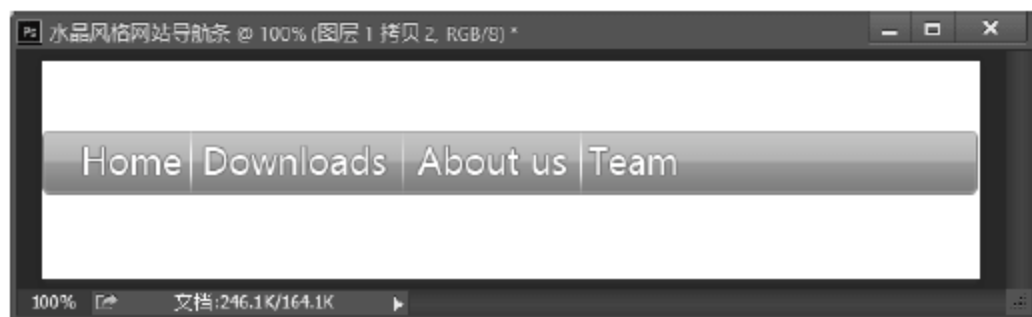 Ps 水晶风格网站导航条 @ 100% (图层 1 拷贝 2, RGB/8) *
Home Downloads About us Team
100% 文档:246.1K/164.1K